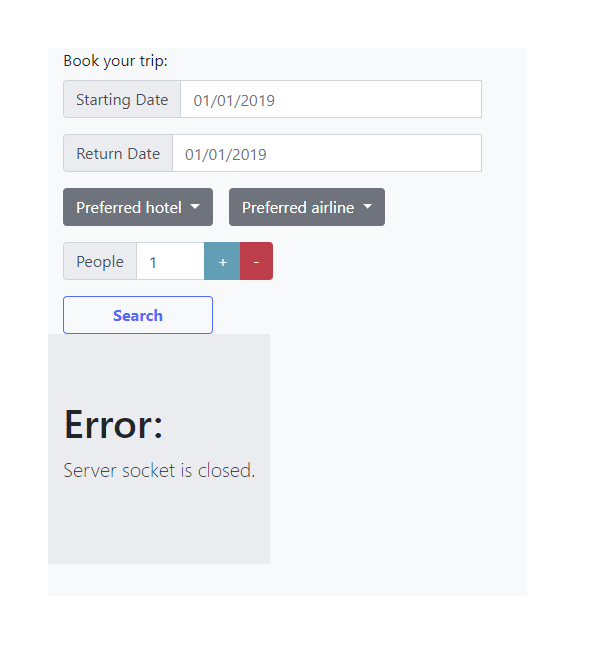 Book your trip:
Starting Date 01/01/2019
Return Date 01/01/2019
Preferred hotel Preferred airline
People 1 + -
Search
Error:
Server socket is closed.